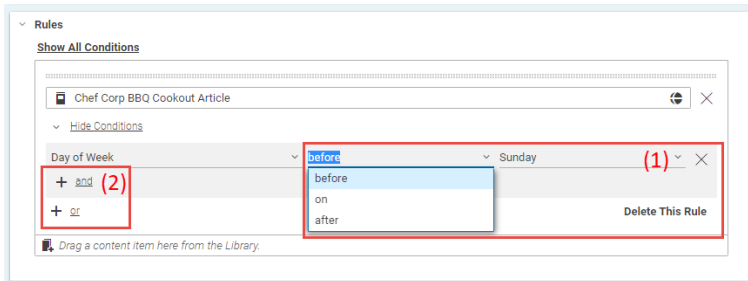 Rules
Show All Conditions
Chef Corp BBQ Cookout Article
Hide Conditions
Day of Week before Sunday (1)
before
+ and (2)
on
+ or
after
Delete This Rule
Drag a content item here from the Library.